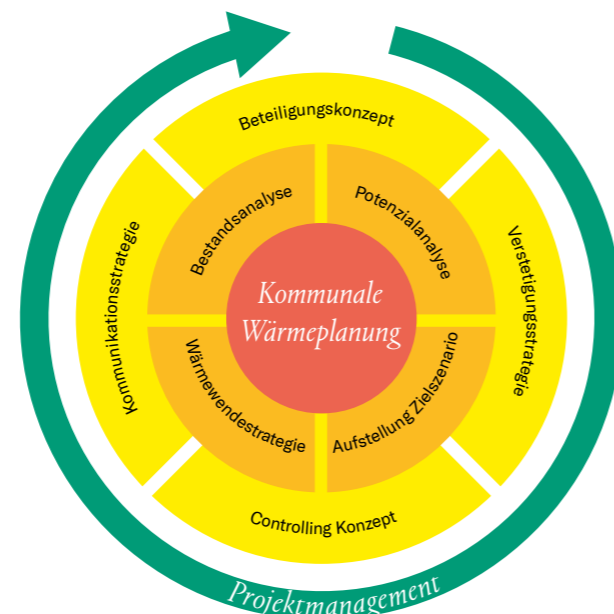 Beteiligungskonzept
Bestandsanalyse
Potenzialanalyse
Kommunikationsstrategie
Verstetigungsstrategie
Kommunale
Wärmeplanung
Wärmewendestrategie
Aufstellung Zielszenario
Controlling Konzept
Projektmanagement